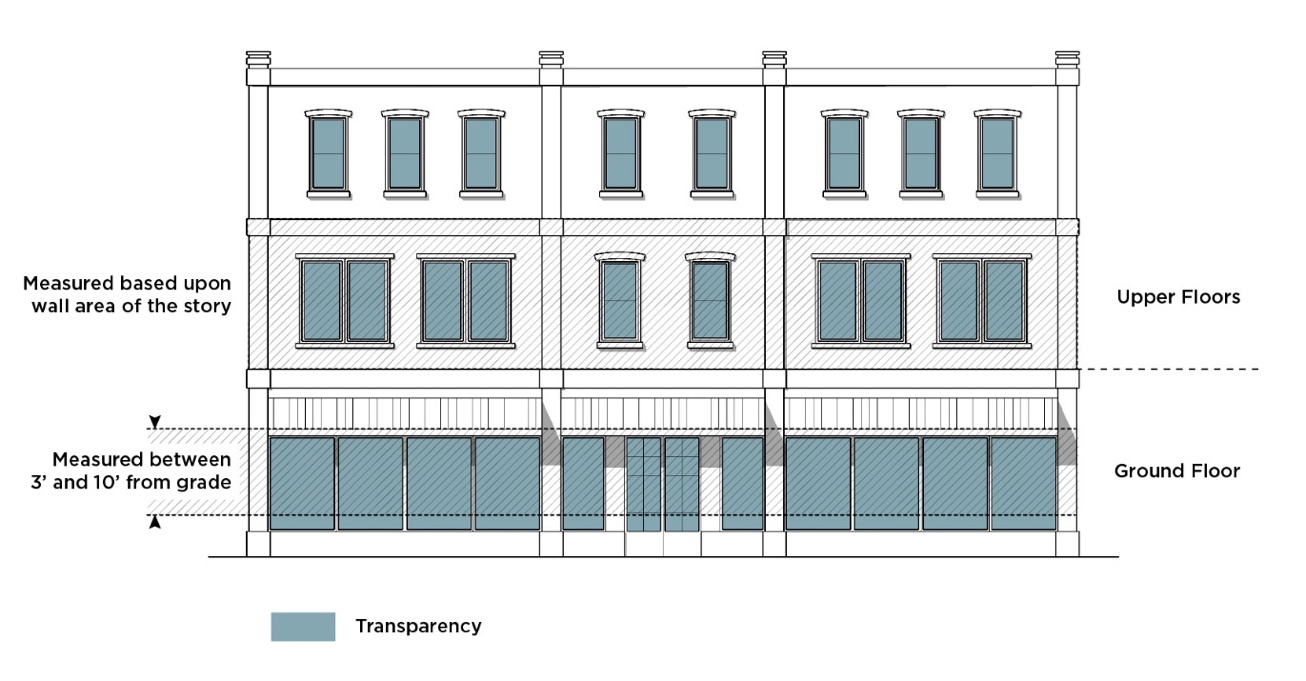 Measured based upon
wall area of the story
Upper Floors
Measured between
3’ and 10’ from grade
Ground Floor
Transparency